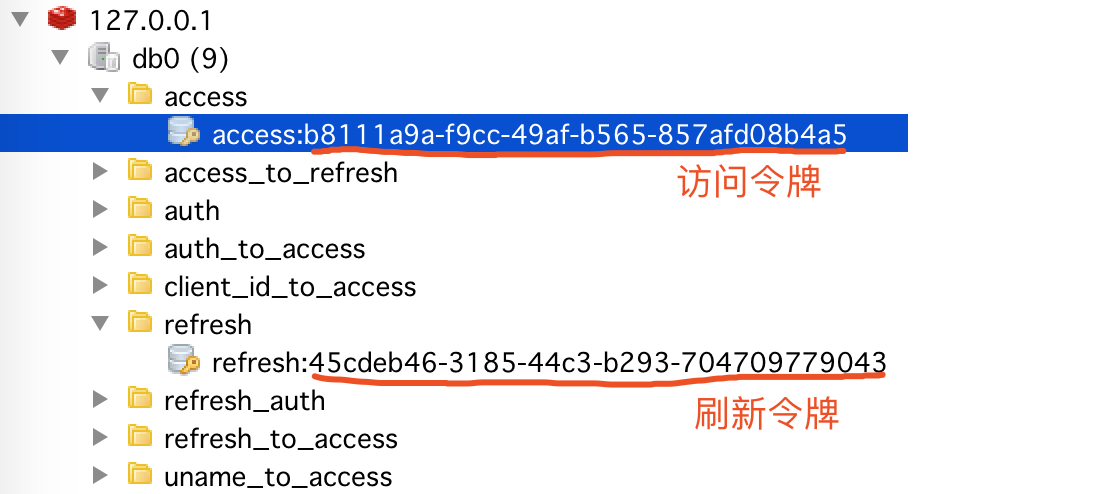 127.0.0.1
db0 (9)
access
access:b8111a9a-f9cc-49af-b565-857afd08b4a5
access_to_refresh
访问令牌
auth
auth_to_access
client_id_to_access
refresh
refresh:45cdeb46-3185-44c3-b293-704709779043
refresh_auth
刷新令牌
refresh_to_access
uname_to_access